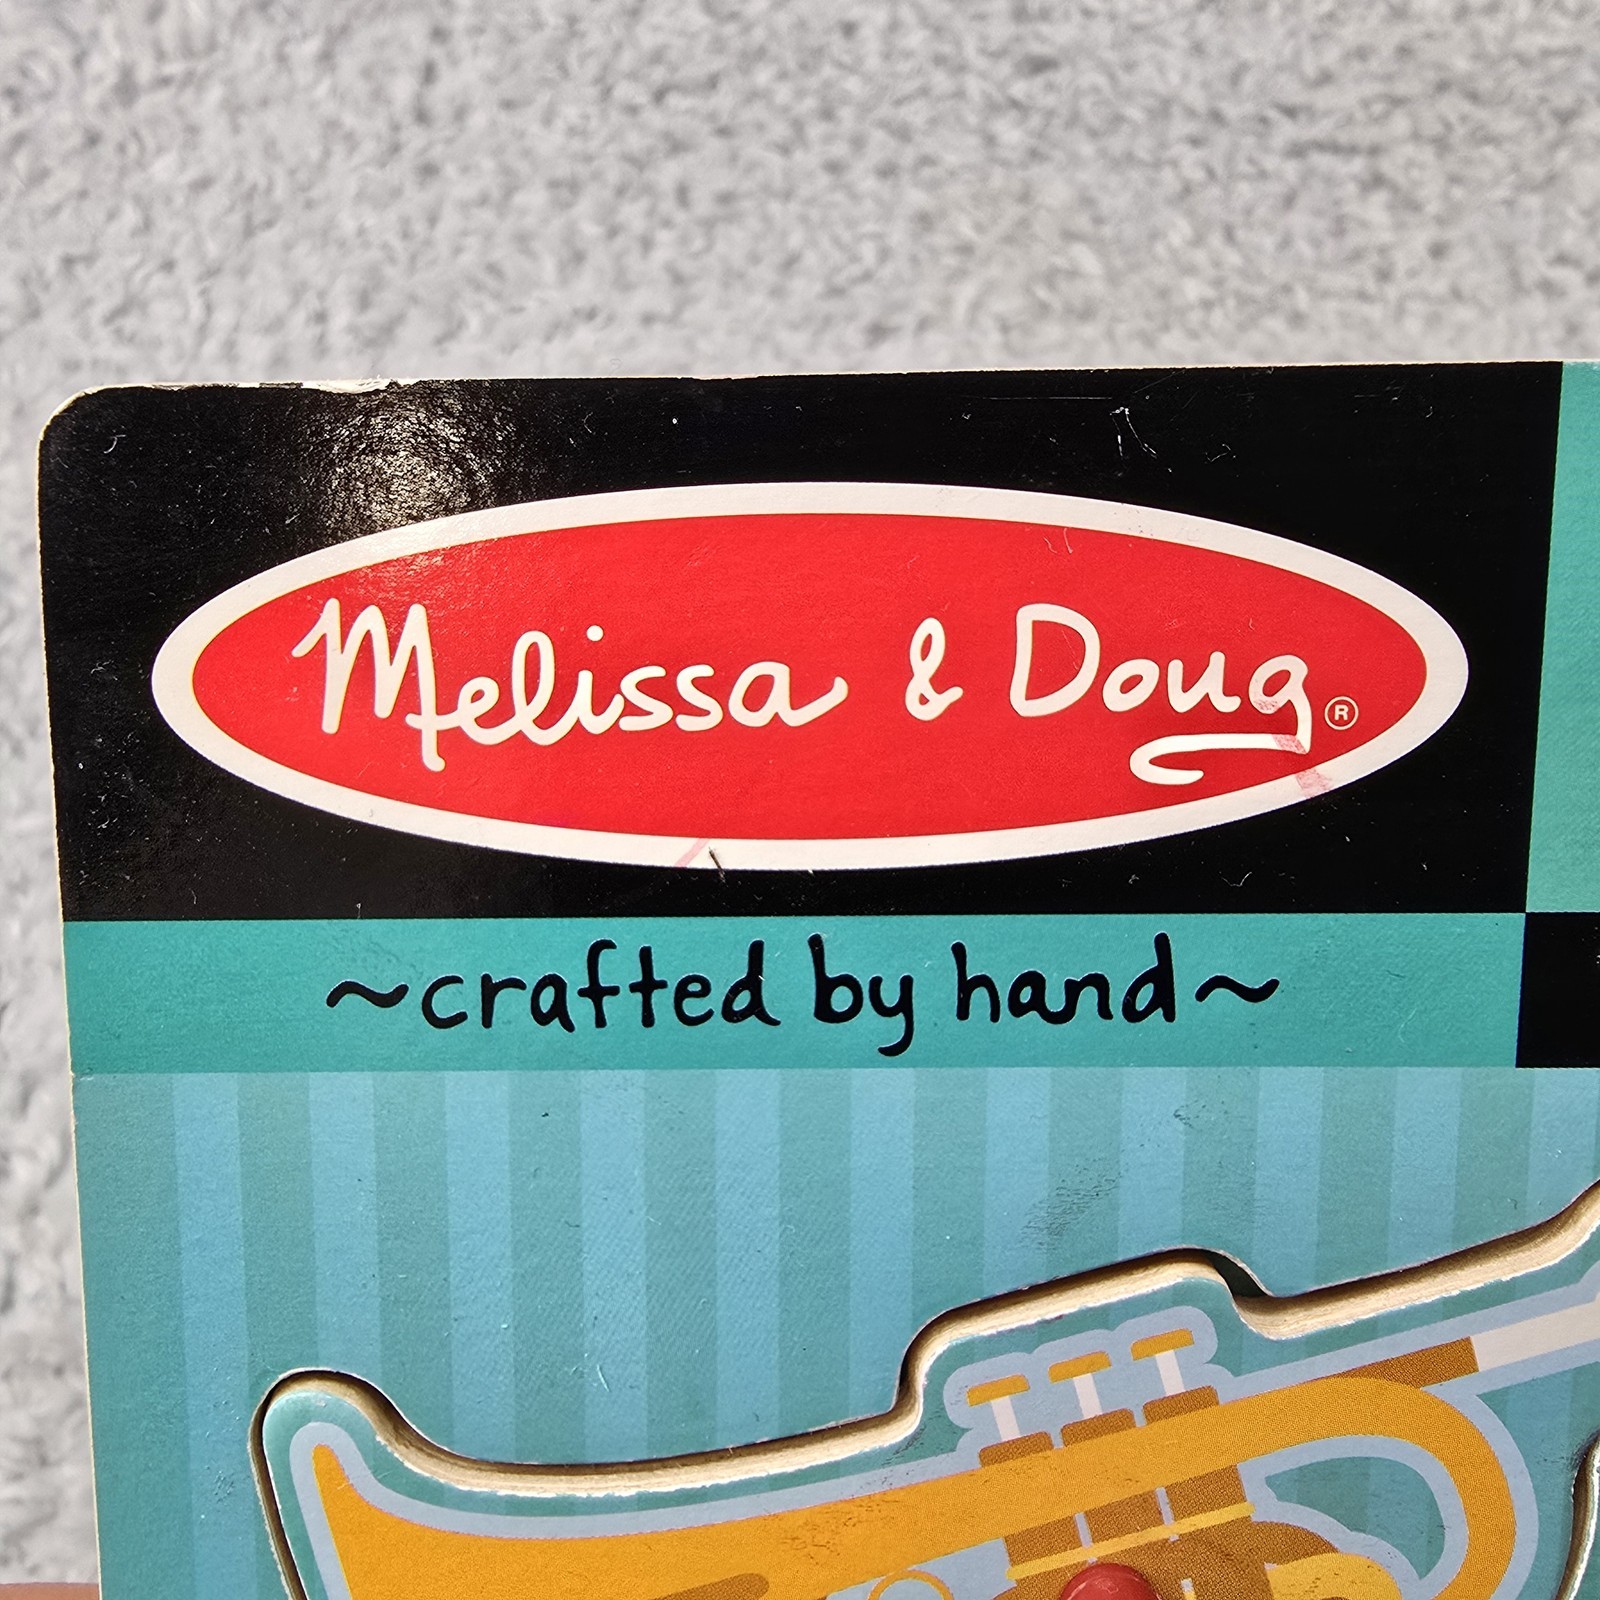 Melissa & Doug®
~crafted by hand~